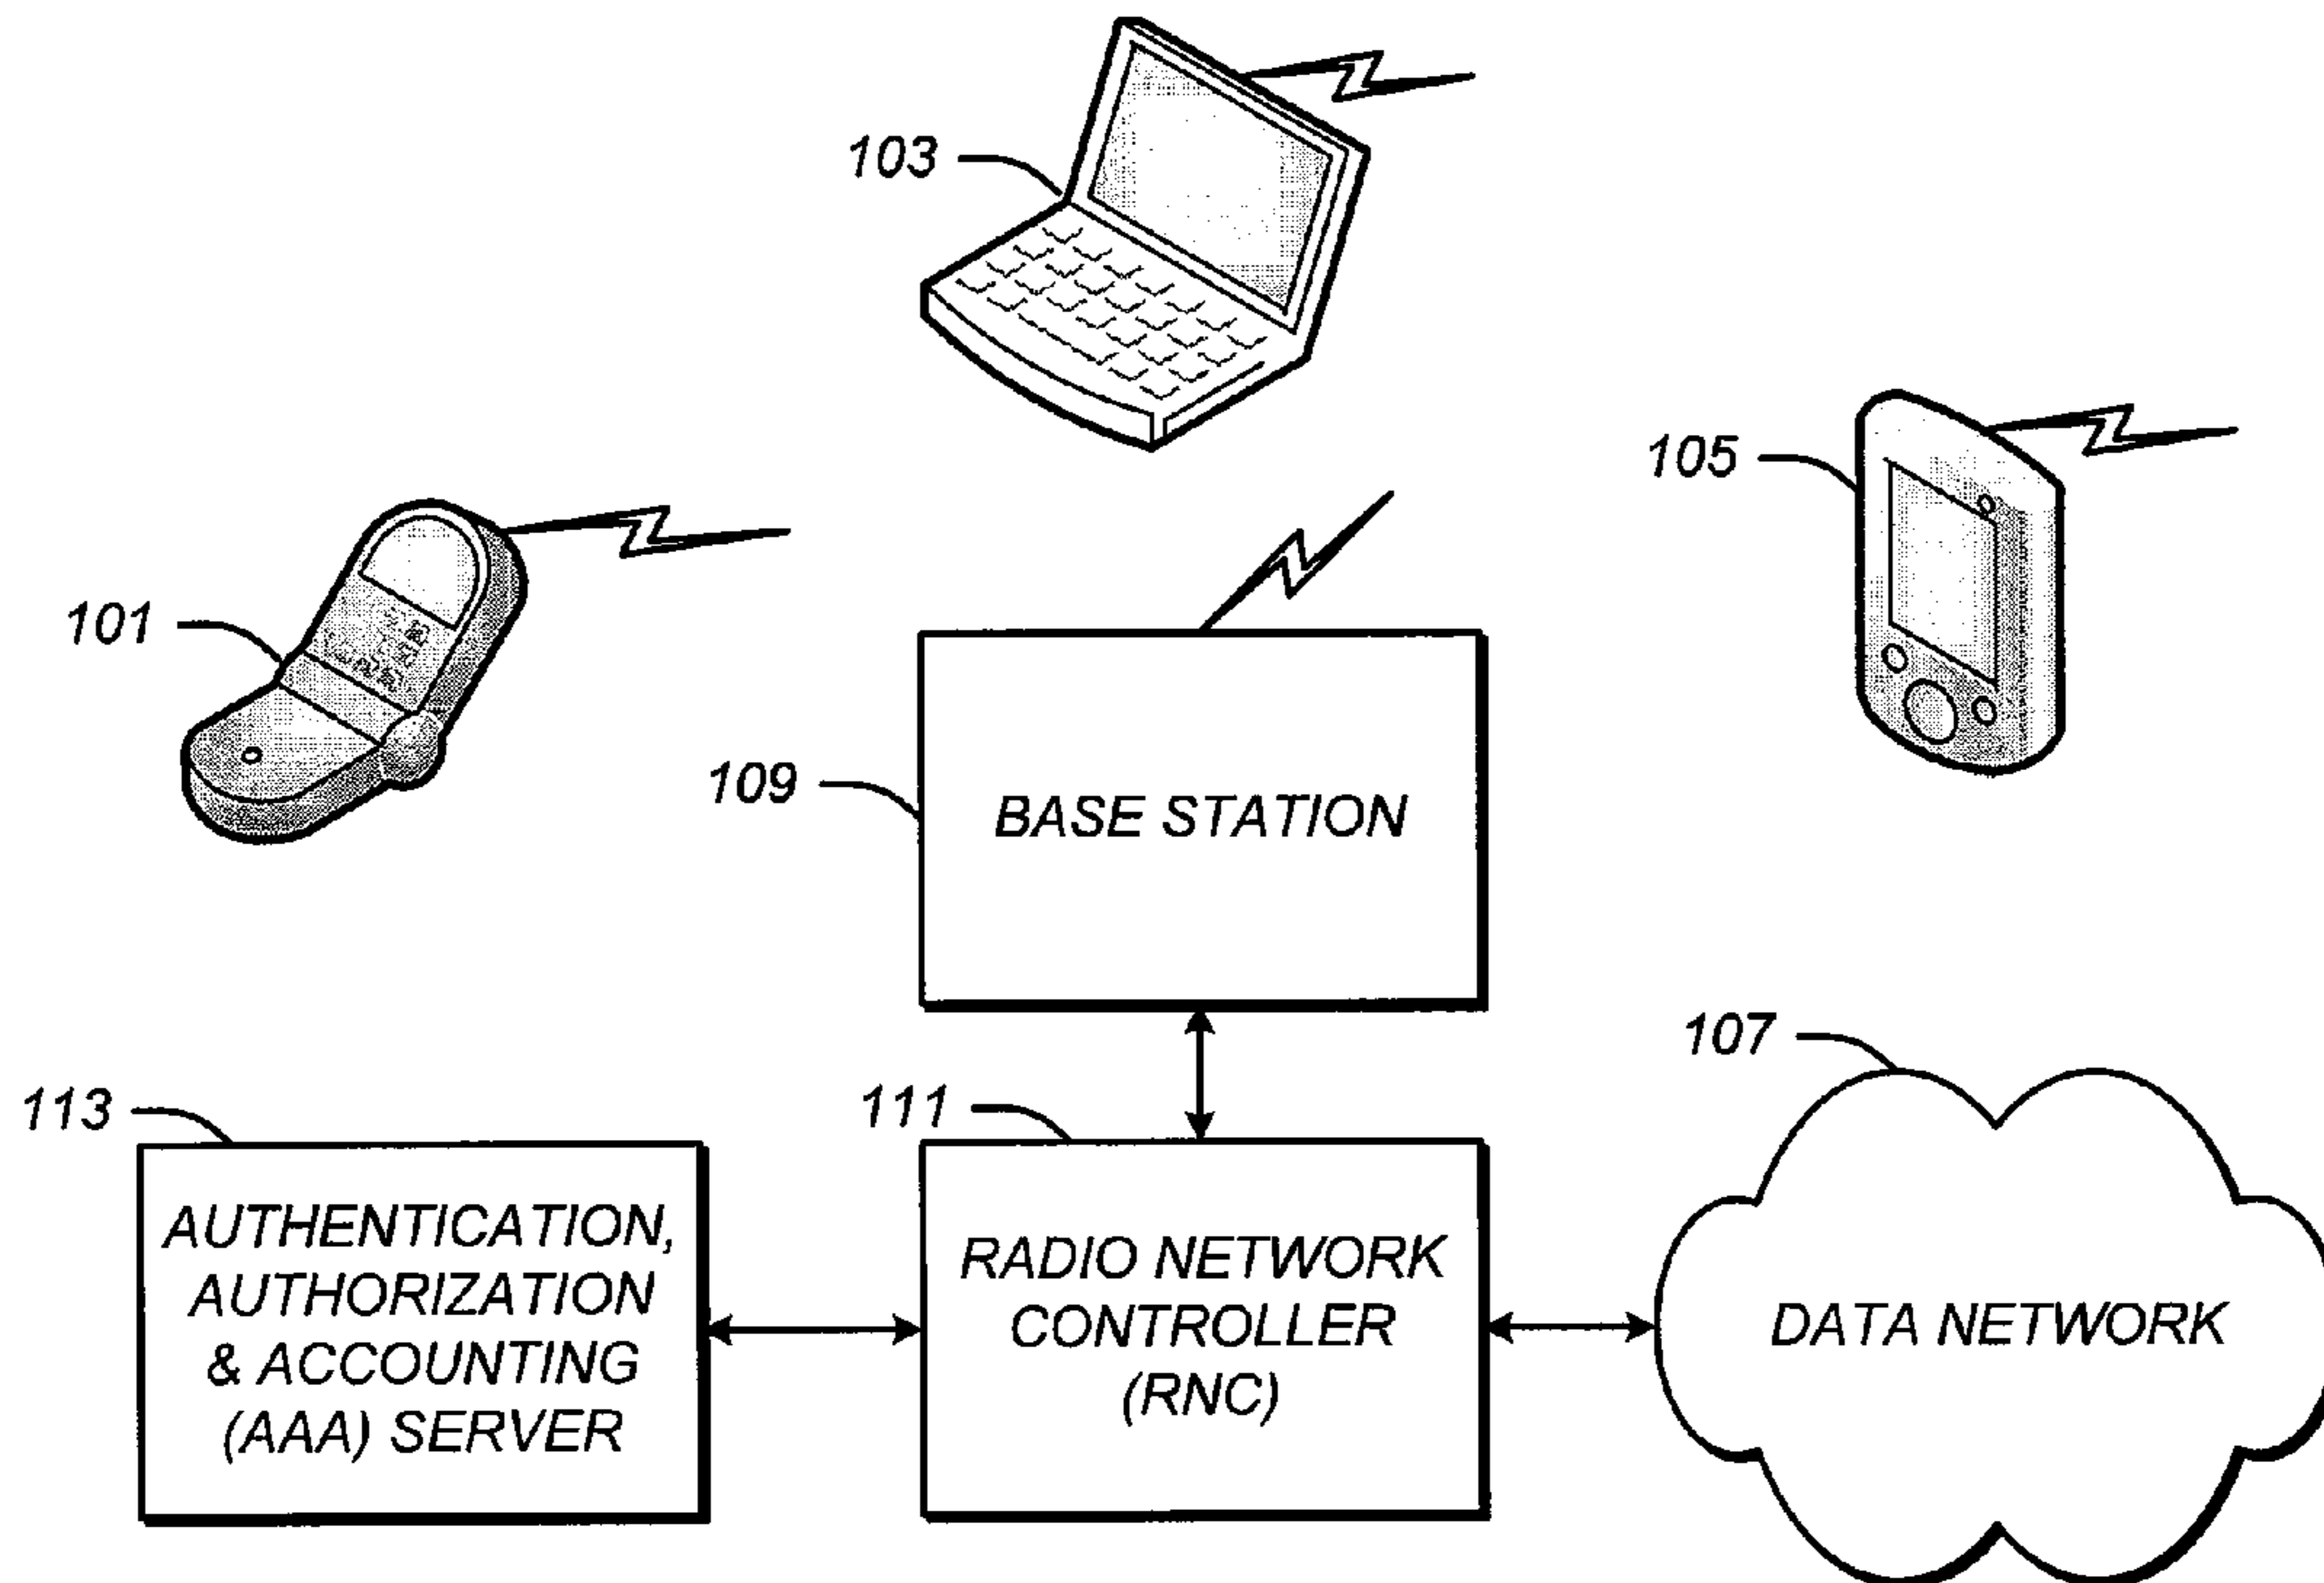 103
105
101
109
BASE STATION
107
113
111
AUTHENTICATION,
AUTHORIZATION
& ACCOUNTING
(AAA) SERVER
RADIO NETWORK
CONTROLLER
(RNC)
DATA NETWORK